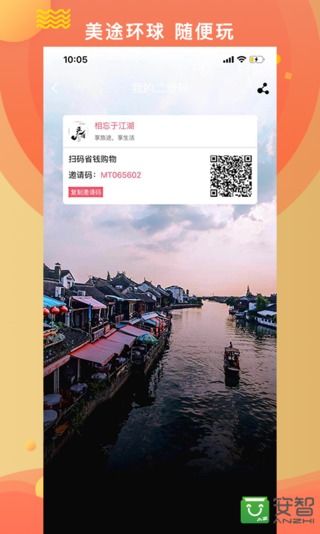 美途环球 随便玩
10:05
我的二维码
相忘于江湖
享旅途，享生活
扫码省钱购物
邀请码：MT065602
复制邀请码
安智
ANZHI